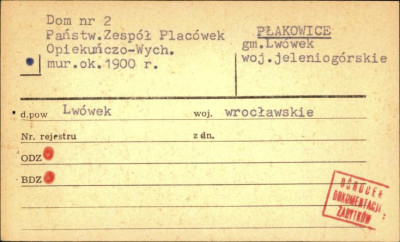 Dom nr 2
Państw.Zespół Placówek
Opiekuńczo-Wych.
mur.ok.1900 r.
PŁAKOWICE
gm.Lwówek
woj.jeleniogórskie
d.pow Lwówek woj. wrocławskie
Nr. rejestru z dn.
ODZ
BDZ
OŚRODEK
DOKUMENTACJI
ZABYTKÓW